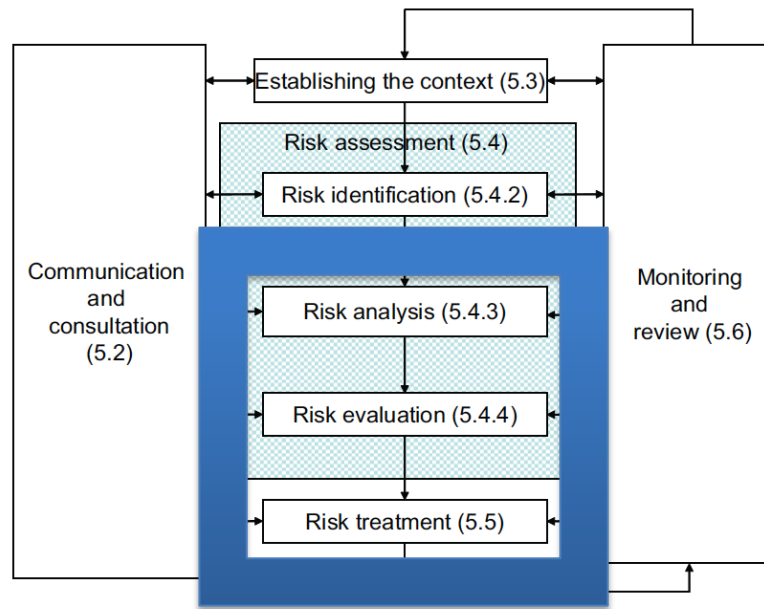 Establishing the context (5.3)
Risk assessment (5.4)
Risk identification (5.4.2)
Communication
and
consultation
(5.2)
Risk analysis (5.4.3)
Monitoring
and
review (5.6)
Risk evaluation (5.4.4)
Risk treatment (5.5)